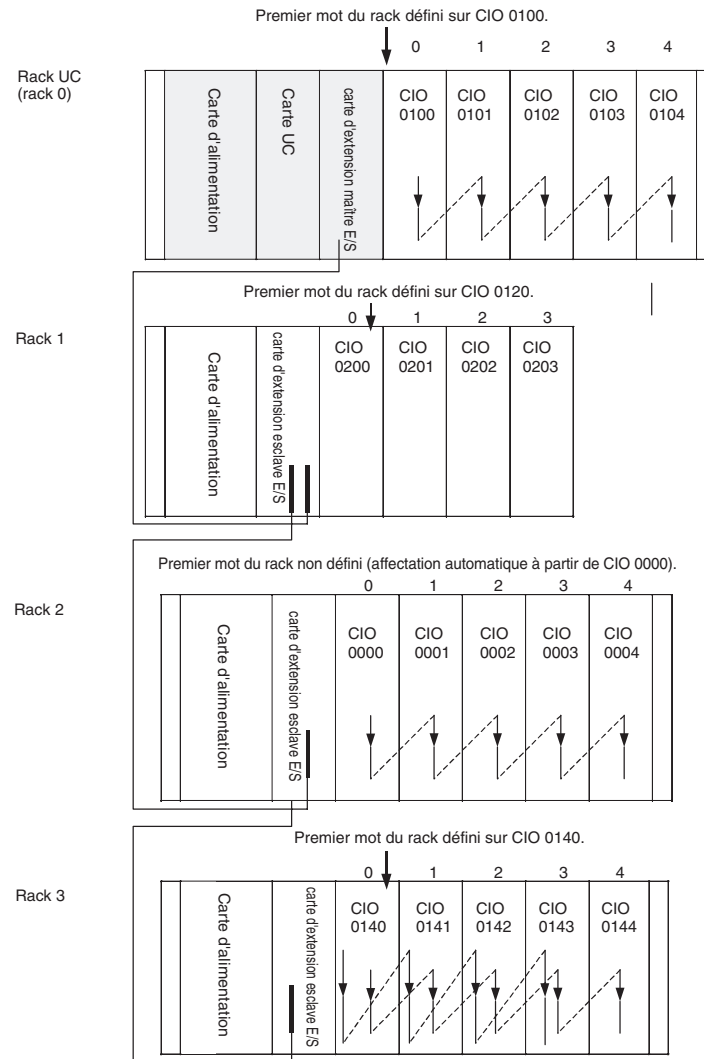 Premier mot du rack défini sur CIO 0100.
0 1 2 3 4
Rack UC
(rack 0)
Carte d'alimentation
Carte UC
carte d'extension maître E/S
CIO
0100
CIO
0101
CIO
0102
CIO
0103
CIO
0104
Premier mot du rack défini sur CIO 0120.
0 1 2 3
Rack 1
Carte d'alimentation
carte d'extension esclave E/S
CIO
0200
CIO
0201
CIO
0202
CIO
0203
Premier mot du rack non défini (affectation automatique à partir de CIO 0000).
0 1 2 3 4
Rack 2
Carte d'alimentation
carte d'extension esclave E/S
CIO
0000
CIO
0001
CIO
0002
CIO
0003
CIO
0004
Premier mot du rack défini sur CIO 0140.
0 1 2 3 4
Rack 3
Carte d'alimentation
carte d'extension esclave E/S
CIO
0140
CIO
0141
CIO
0142
CIO
0143
CIO
0144